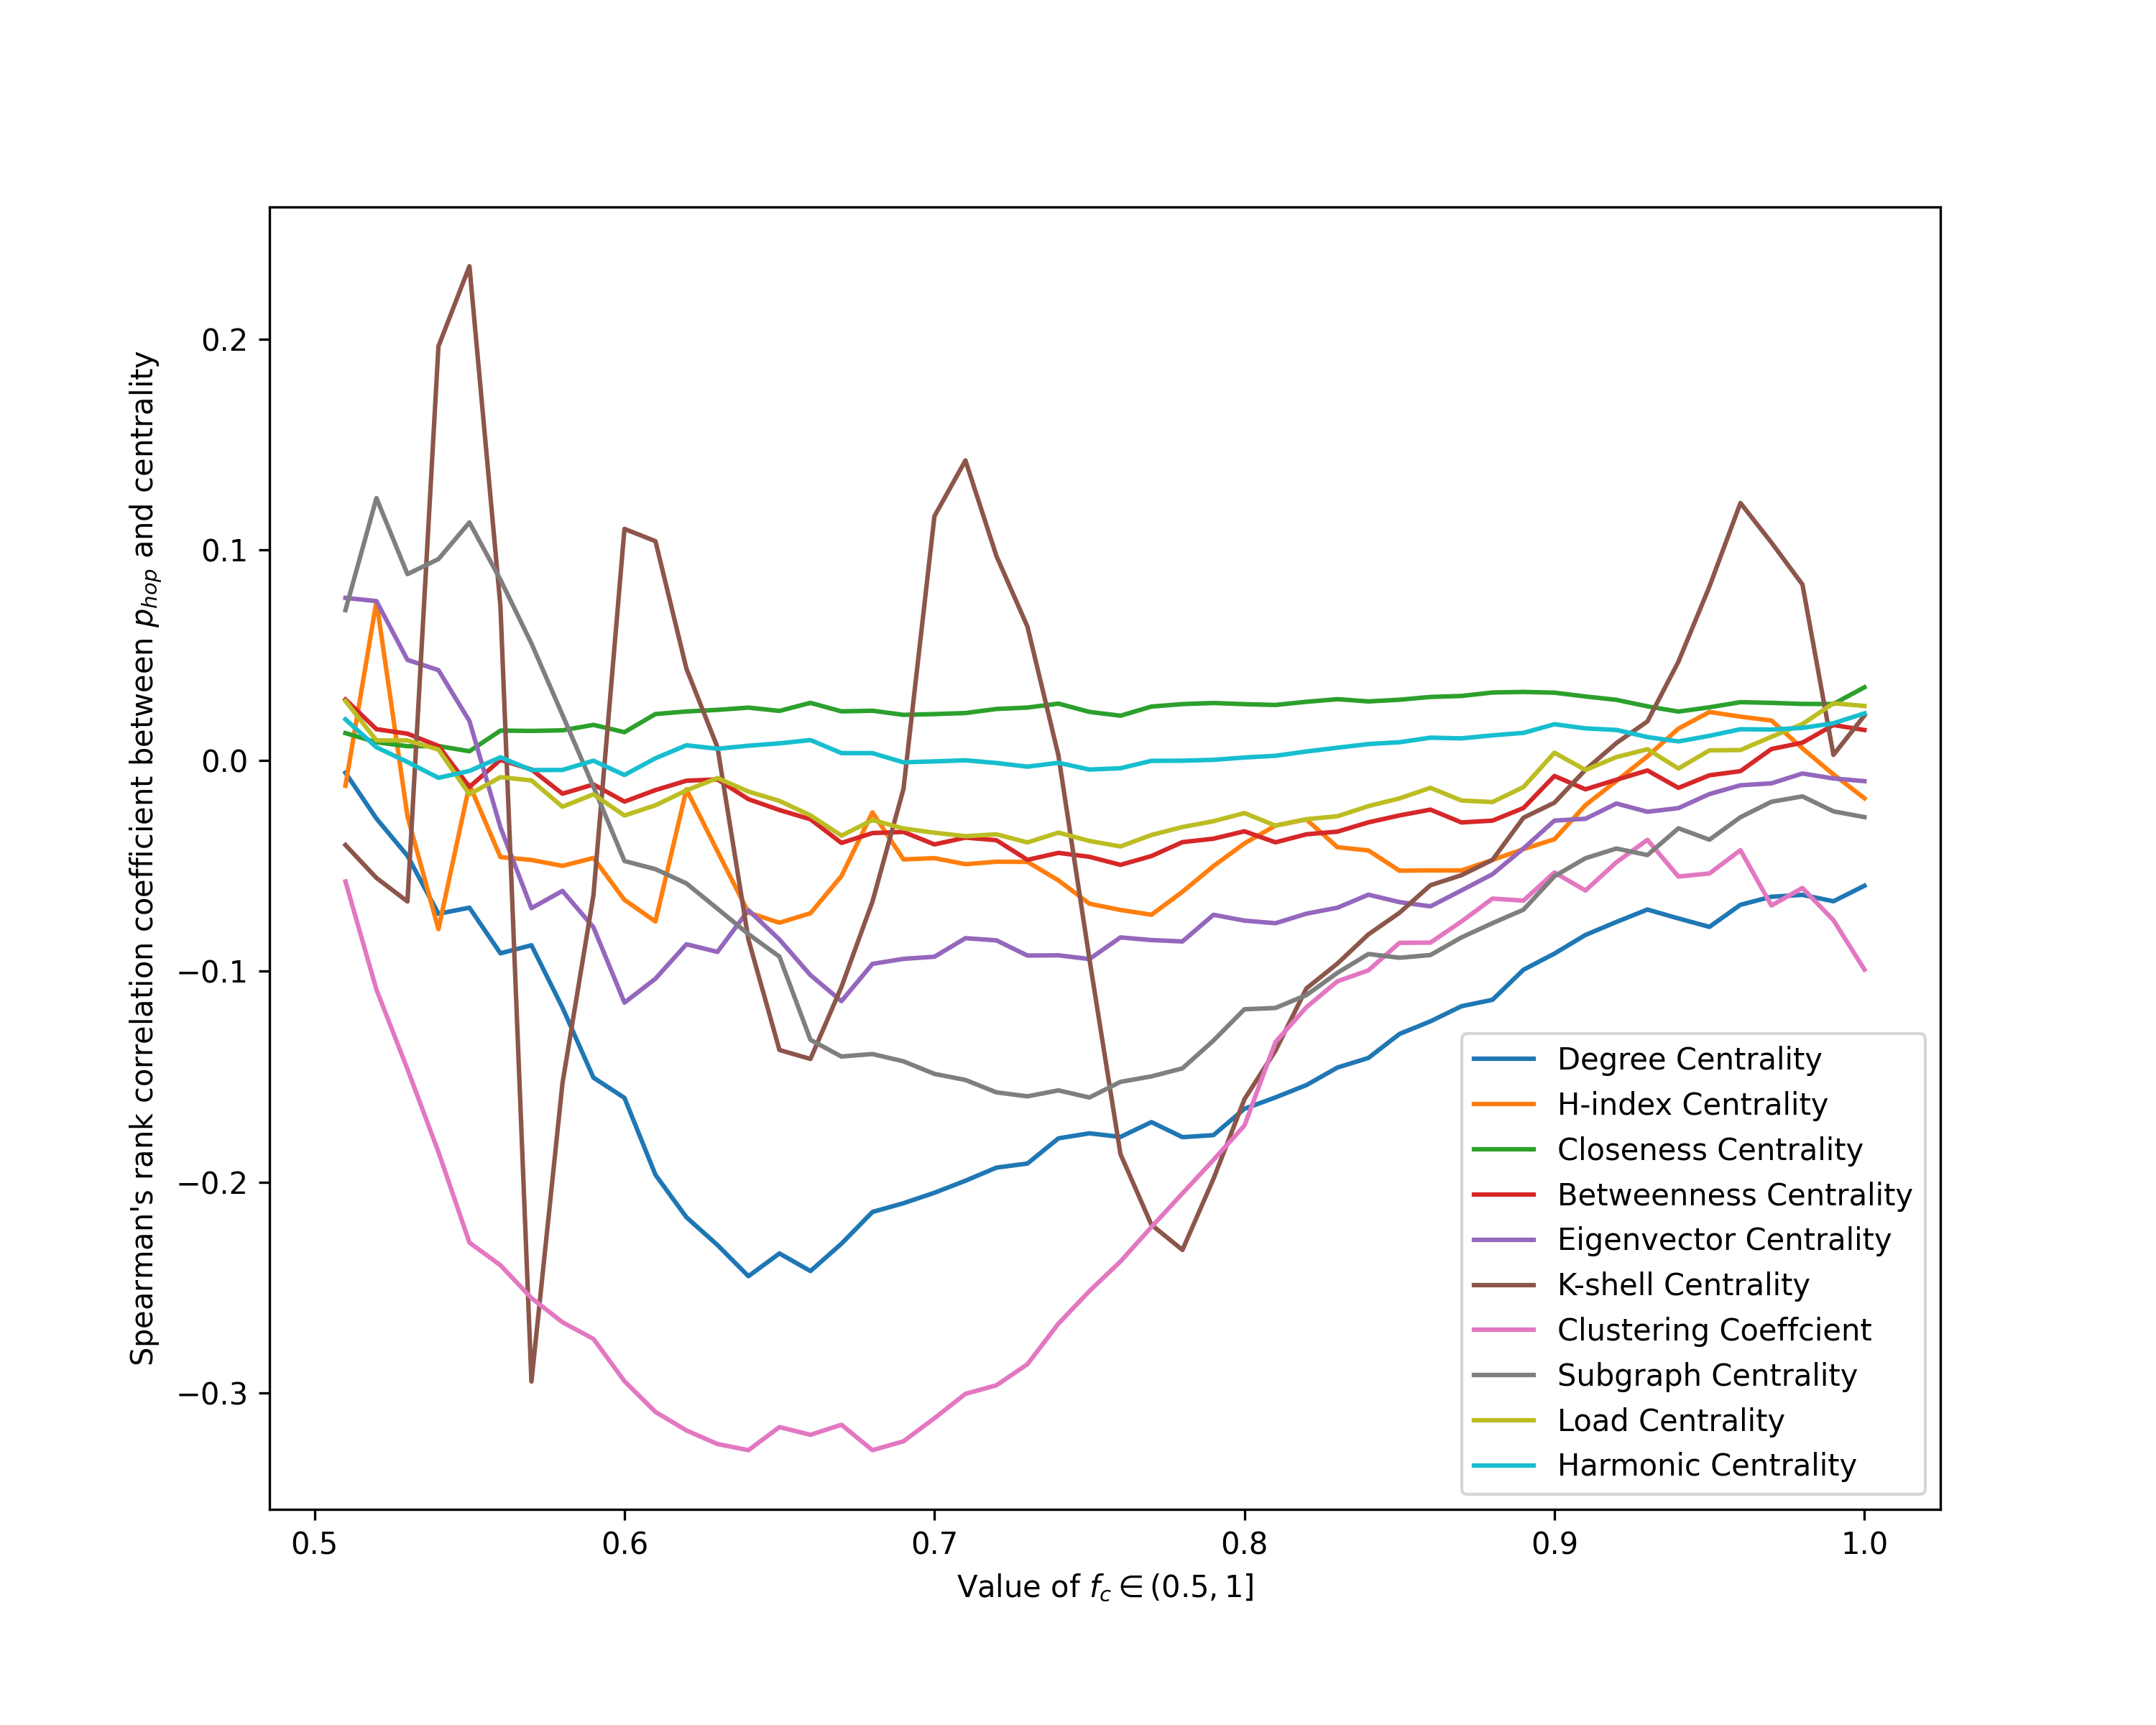 Spearman's rank correlation coefficient between p_hop and centrality
0.2
0.1
0.0
−0.1
−0.2
−0.3
0.5 0.6 0.7 0.8 0.9 1.0
Value of f_c ∈ (0.5, 1]
Degree Centrality
H-index Centrality
Closeness Centrality
Betweenness Centrality
Eigenvector Centrality
K-shell Centrality
Clustering Coeffcient
Subgraph Centrality
Load Centrality
Harmonic Centrality